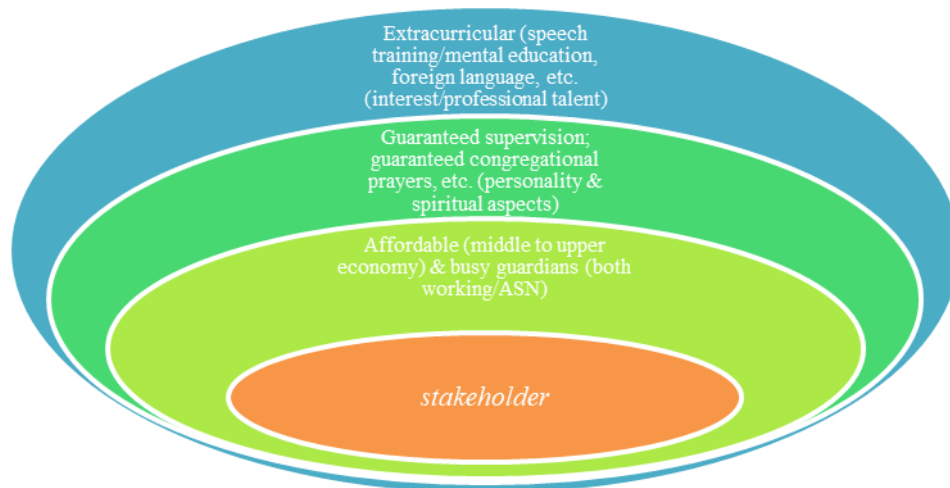 Extracurricular (speech
training/mental education,
foreign language, etc.
(interest/professional talent)
Guaranteed supervision;
guaranteed congregational
prayers, etc. (personality &
spiritual aspects)
Affordable (middle to upper
economy) & busy guardians (both
working/ASN)
stakeholder